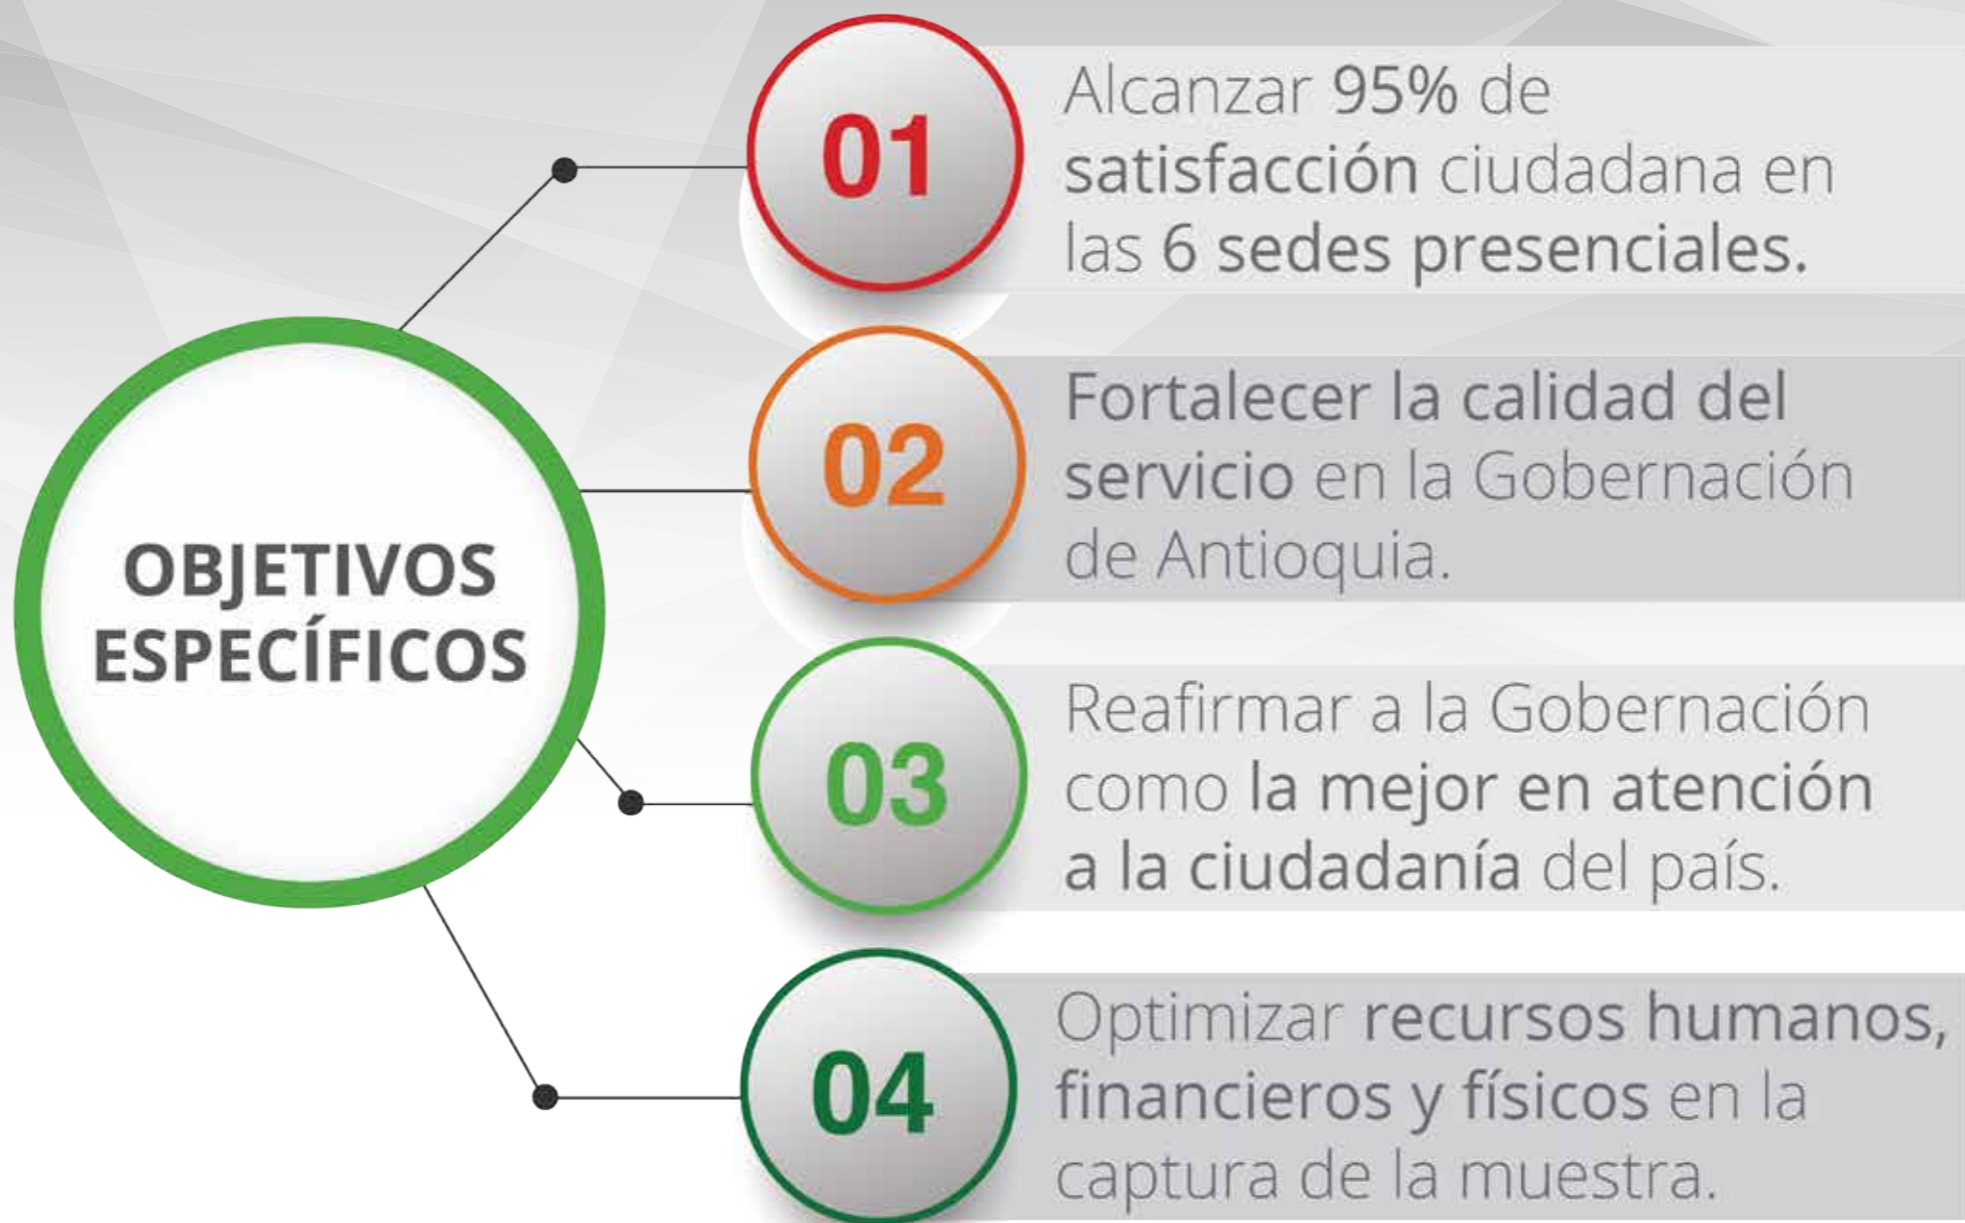 OBJETIVOS
ESPECÍFICOS
01
Alcanzar 95% de
satisfacción ciudadana en
las 6 sedes presenciales.
02
Fortalecer la calidad del
servicio en la Gobernación
de Antioquia.
03
Reafirmar a la Gobernación
como la mejor en atención
a la ciudadanía del país.
04
Optimizar recursos humanos,
financieros y físicos en la
captura de la muestra.